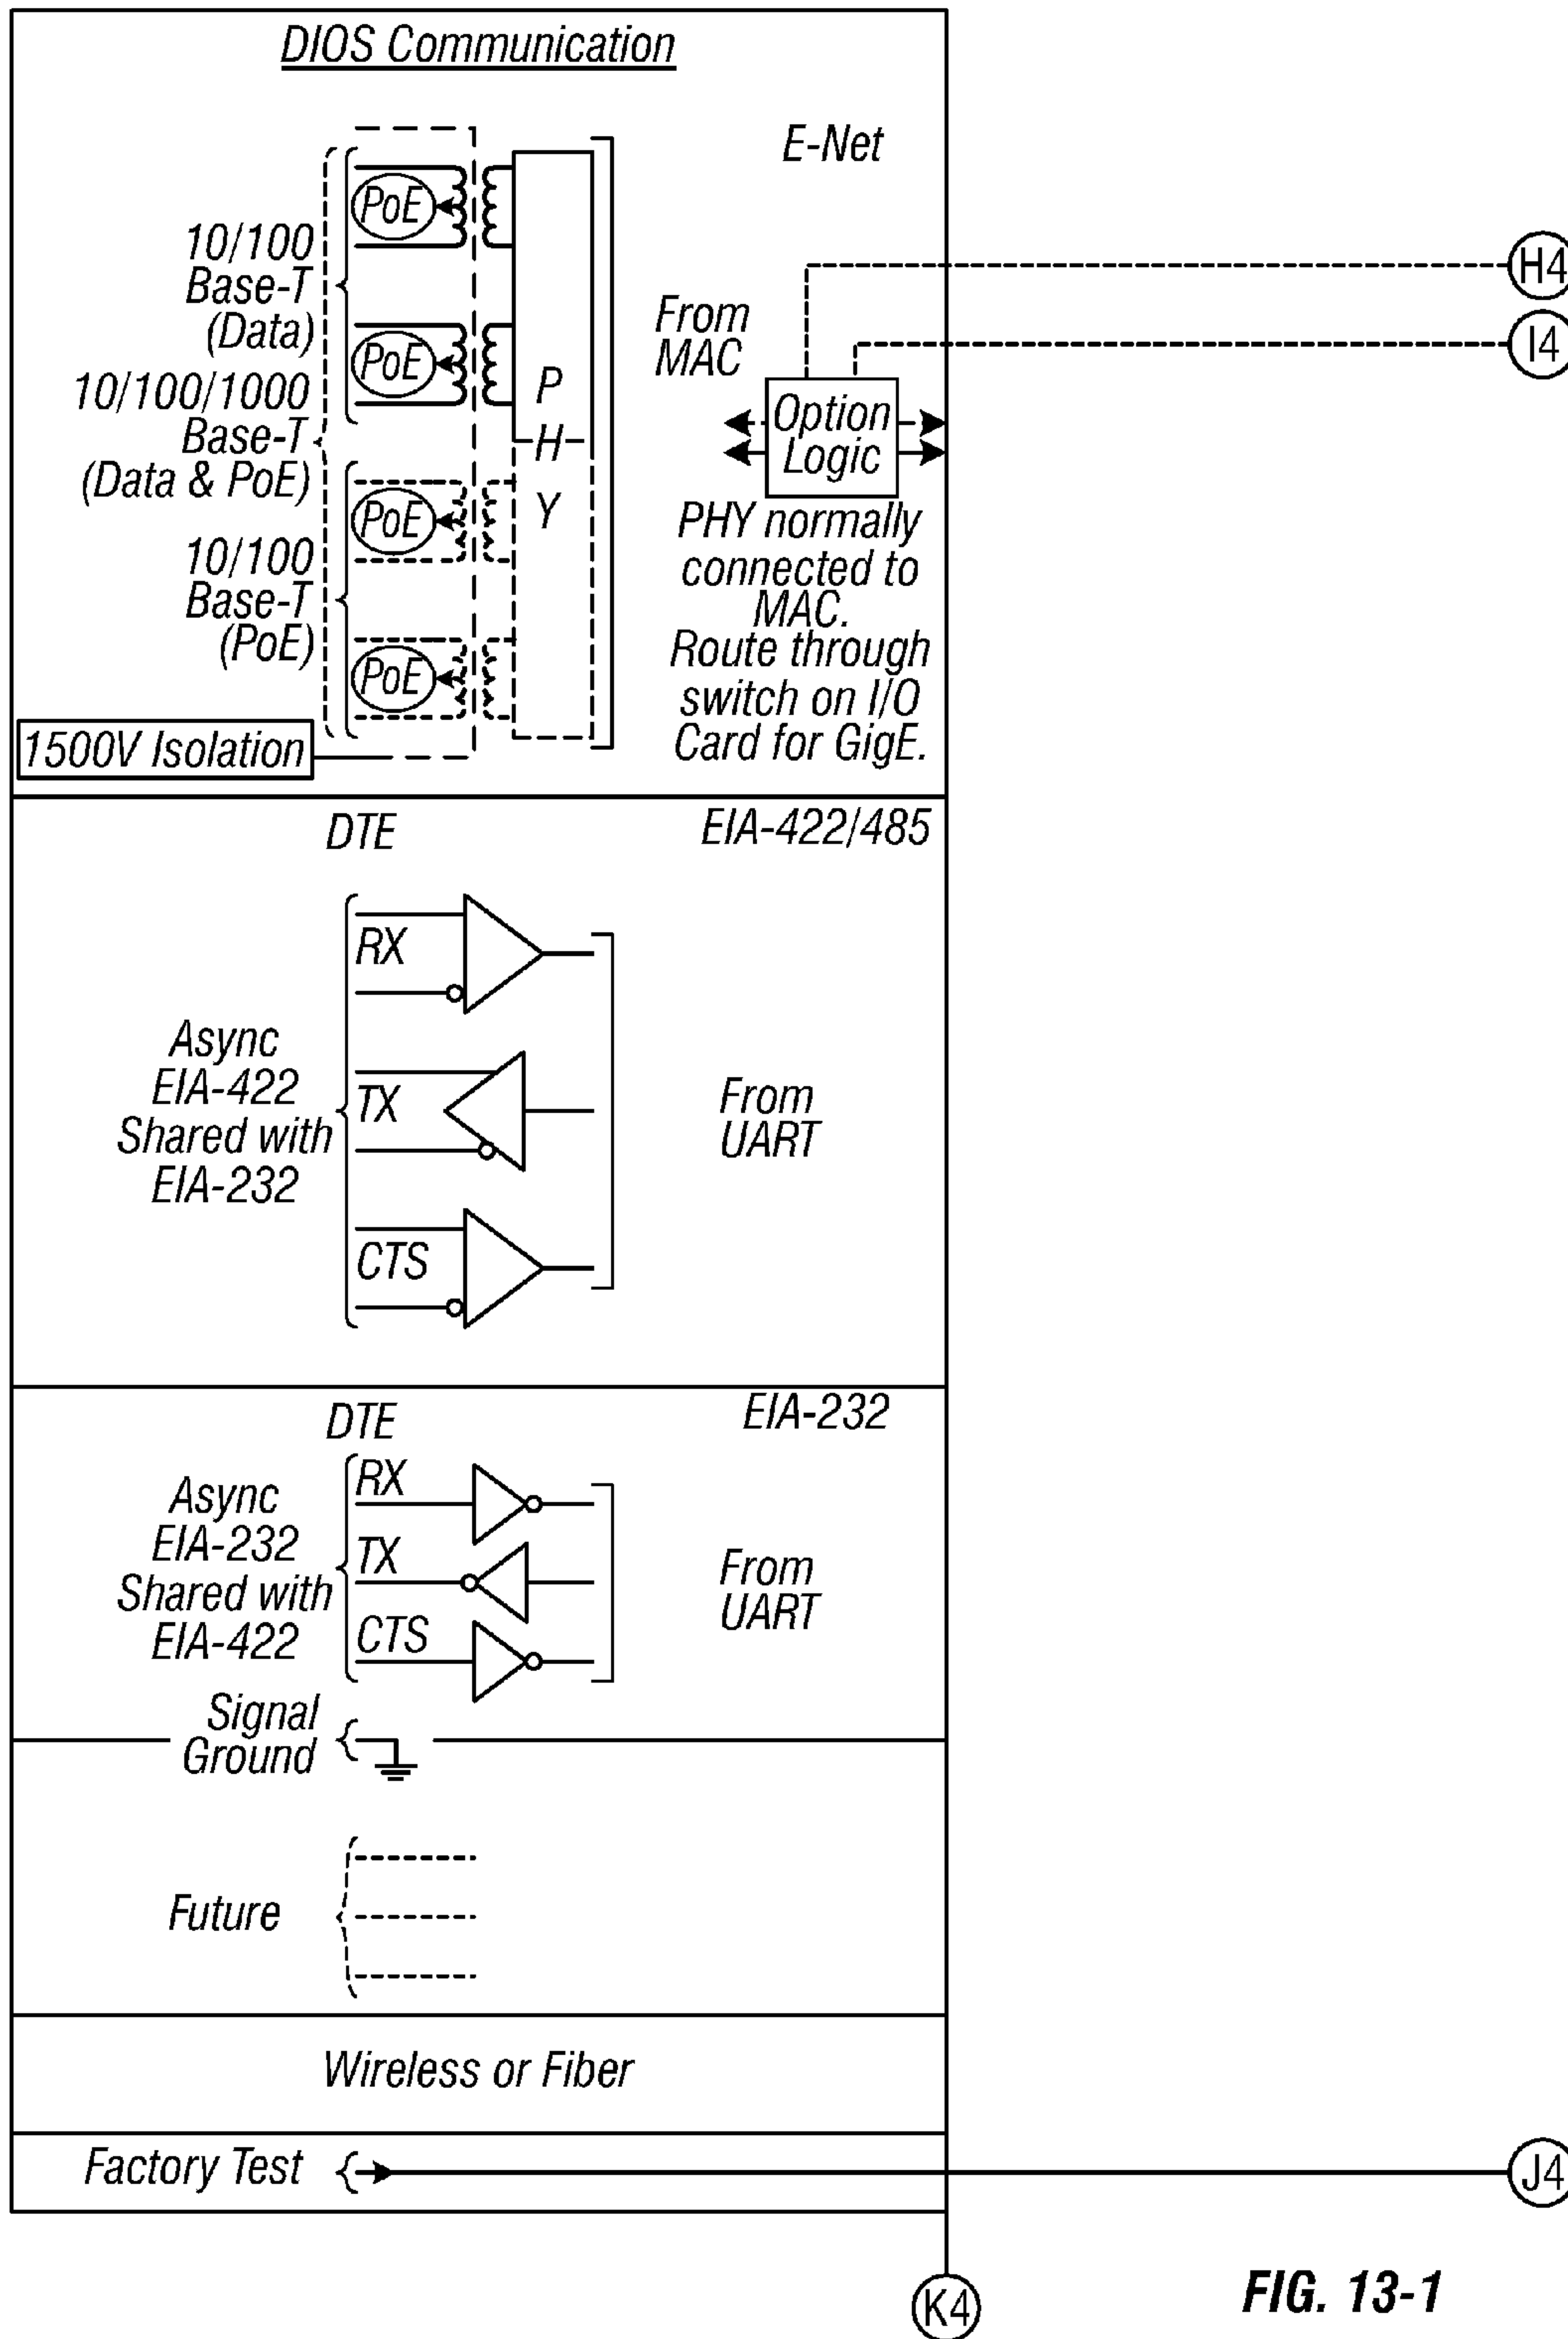 DIOS Communication
E-Net
PoE
10/100
Base-T
(Data)
PoE
10/100/1000
Base-T
(Data & PoE)
PoE
10/100
Base-T
(PoE)
PoE
1500V Isolation
P
H
Y
From
MAC
Option
Logic
PHY normally
connected to
MAC.
Route through
switch on I/O
Card for GigE.
H4
I4
DTE
EIA-422/485
RX
TX
CTS
Async
EIA-422
Shared with
EIA-232
From
UART
DTE
EIA-232
RX
TX
CTS
Async
EIA-232
Shared with
EIA-422
From
UART
Signal
Ground
Future
Wireless or Fiber
Factory Test
J4
K4
FIG. 13-1